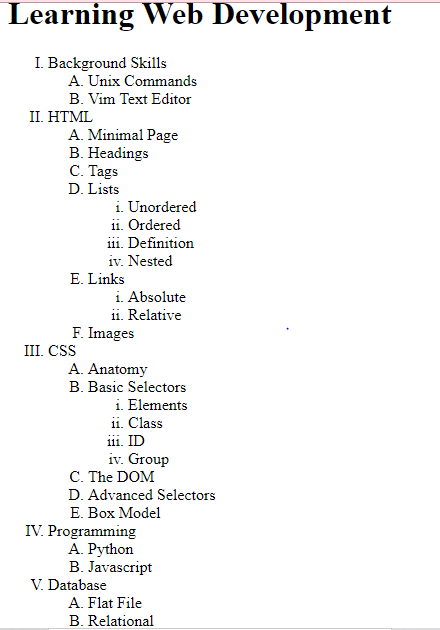 Learning Web Development
I. Background Skills
A. Unix Commands
B. Vim Text Editor
II. HTML
A. Minimal Page
B. Headings
C. Tags
D. Lists
i. Unordered
ii. Ordered
iii. Definition
iv. Nested
E. Links
i. Absolute
ii. Relative
F. Images
III. CSS
A. Anatomy
B. Basic Selectors
i. Elements
ii. Class
iii. ID
iv. Group
C. The DOM
D. Advanced Selectors
E. Box Model
IV. Programming
A. Python
B. Javascript
V. Database
A. Flat File
B. Relational